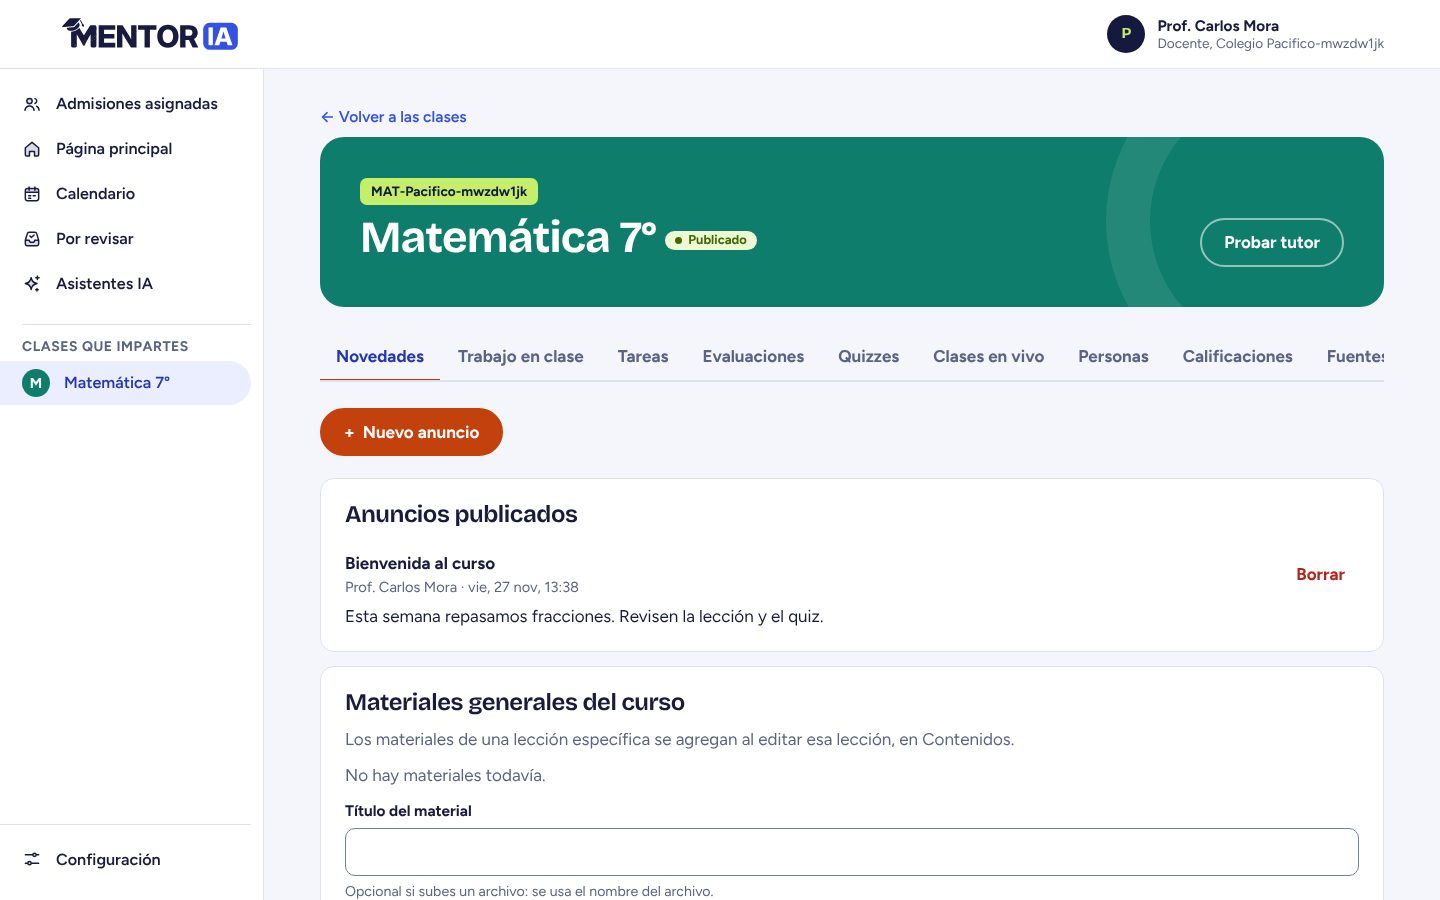 MENTOR IA
P
Prof. Carlos Mora
Docente, Colegio Pacifico-mwzdw1jk
Admisiones asignadas
Página principal
Calendario
Por revisar
Asistentes IA
CLASES QUE IMPARTES
M Matemática 7°
Configuración
← Volver a las clases
MAT-Pacifico-mwzdw1jk
Matemática 7° Publicado
Probar tutor
Novedades Trabajo en clase Tareas Evaluaciones Quizzes Clases en vivo Personas Calificaciones Fuentes
+ Nuevo anuncio
Anuncios publicados
Bienvenida al curso
Prof. Carlos Mora · vie, 27 nov, 13:38
Borrar
Esta semana repasamos fracciones. Revisen la lección y el quiz.
Materiales generales del curso
Los materiales de una lección específica se agregan al editar esa lección, en Contenidos.
No hay materiales todavía.
Título del material
Opcional si subes un archivo: se usa el nombre del archivo.